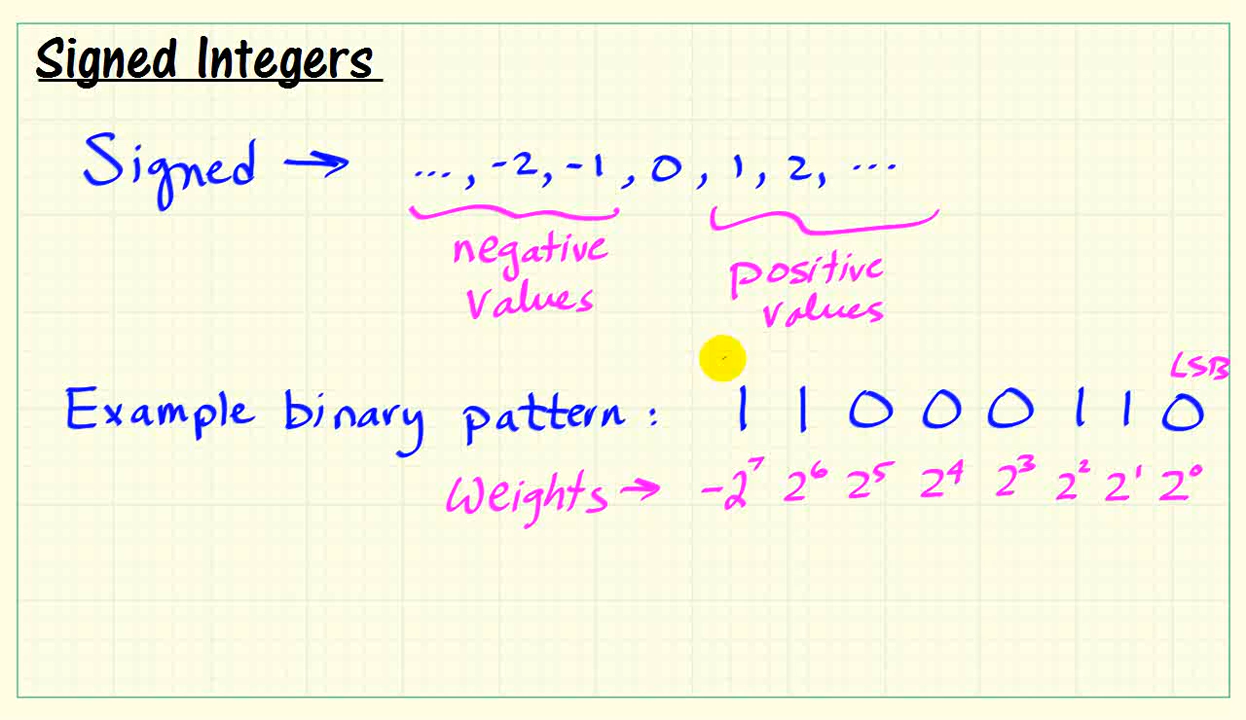 Signed Integers
Signed → ..., -2, -1, 0, 1, 2, ...
negative values
positive values
LSB
Example binary pattern: 1 1 0 0 0 1 1 0
Weights → -2⁷ 2⁶ 2⁵ 2⁴ 2³ 2² 2¹ 2⁰